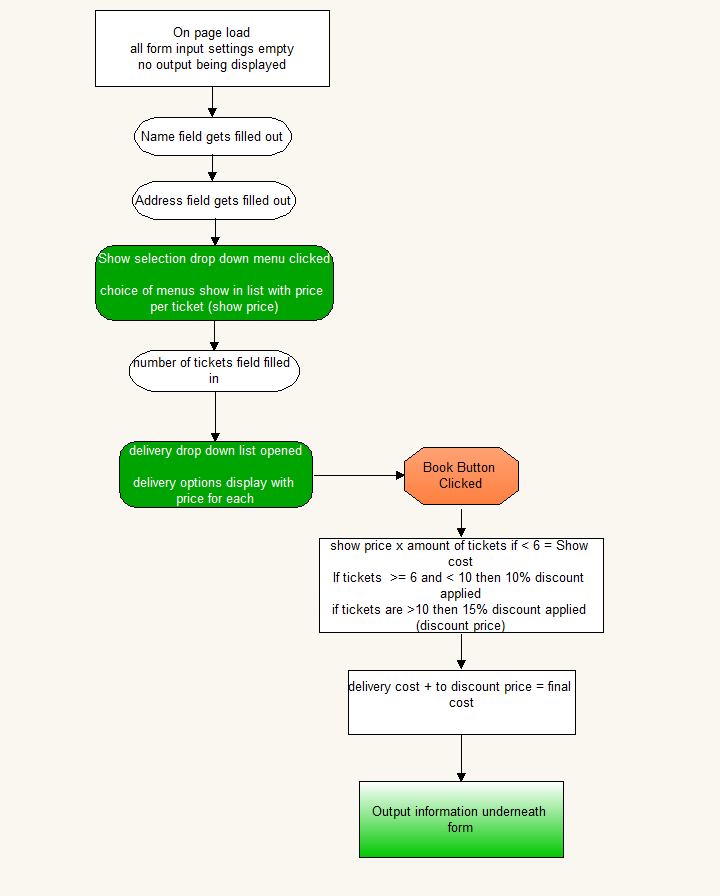 On page load
all form input settings empty
no output being displayed
Name field gets filled out
Address field gets filled out
Show selection drop down menu clicked
choice of menus show in list with price
per ticket (show price)
number of tickets field filled
in
delivery drop down list opened
delivery options display with
price for each
Book Button
Clicked
show price x amount of tickets if < 6 = Show
cost
If tickets >= 6 and < 10 then 10% discount
applied
if tickets are >10 then 15% discount applied
(discount price)
delivery cost + to discount price = final
cost
Output information underneath
form